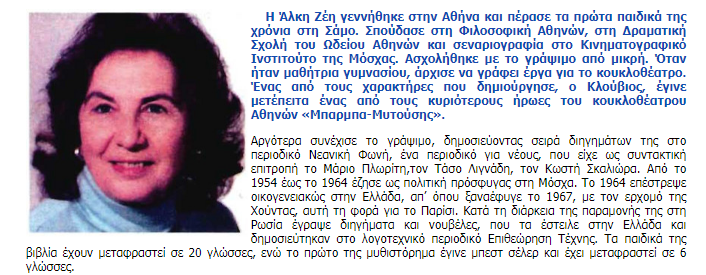 Η Άλκη Ζέη γεννήθηκε στην Αθήνα και πέρασε τα πρώτα παιδικά της
χρόνια στη Σάμο. Σπούδασε στη Φιλοσοφική Αθηνών, στη Δραματική
Σχολή του Ωδείου Αθηνών και σεναριογραφία στο Κινηματογραφικό
Ινστιτούτο της Μόσχας. Ασχολήθηκε με το γράψιμο από μικρή. Όταν
ήταν μαθήτρια γυμνασίου, άρχισε να γράφει έργα για το κουκλοθέατρο.
Ένας από τους χαρακτήρες που δημιούργησε, ο Κλούβιος, έγινε
μετέπειτα ένας από τους κυριότερους ήρωες του κουκλοθέατρου
Αθηνών «Μπαρμπα-Μυτούσης».
Αργότερα συνέχισε το γράψιμο, δημοσιεύοντας σειρά διηγημάτων της στο
περιοδικό Νεανική Φωνή, ένα περιοδικό για νέους, που είχε ως συντακτική
επιτροπή το Μάριο Πλωρίτη,τον Τάσο Λιγνάδη, τον Κωστή Σκαλιώρα. Από το
1954 έως το 1964 έζησε ως πολιτική πρόσφυγας στη Μόσχα. Το 1964 επέστρεψε
οικογενειακώς στην Ελλάδα, απ’ όπου ξαναέφυγε το 1967, με τον ερχομό της
Χούντας, αυτή τη φορά για το Παρίσι. Κατά τη διάρκεια της παραμονής της στη
Ρωσία έγραψε διηγήματα και νουβέλες, που τα έστειλε στην Ελλάδα και
δημοσιεύτηκαν στο λογοτεχνικό περιοδικό Επιθεώρηση Τέχνης. Τα παιδικά της
βιβλία έχουν μεταφραστεί σε 20 γλώσσες, ενώ το πρώτο της μυθιστόρημα έγινε μπεστ σέλερ και έχει μεταφραστεί σε 6
γλώσσες.